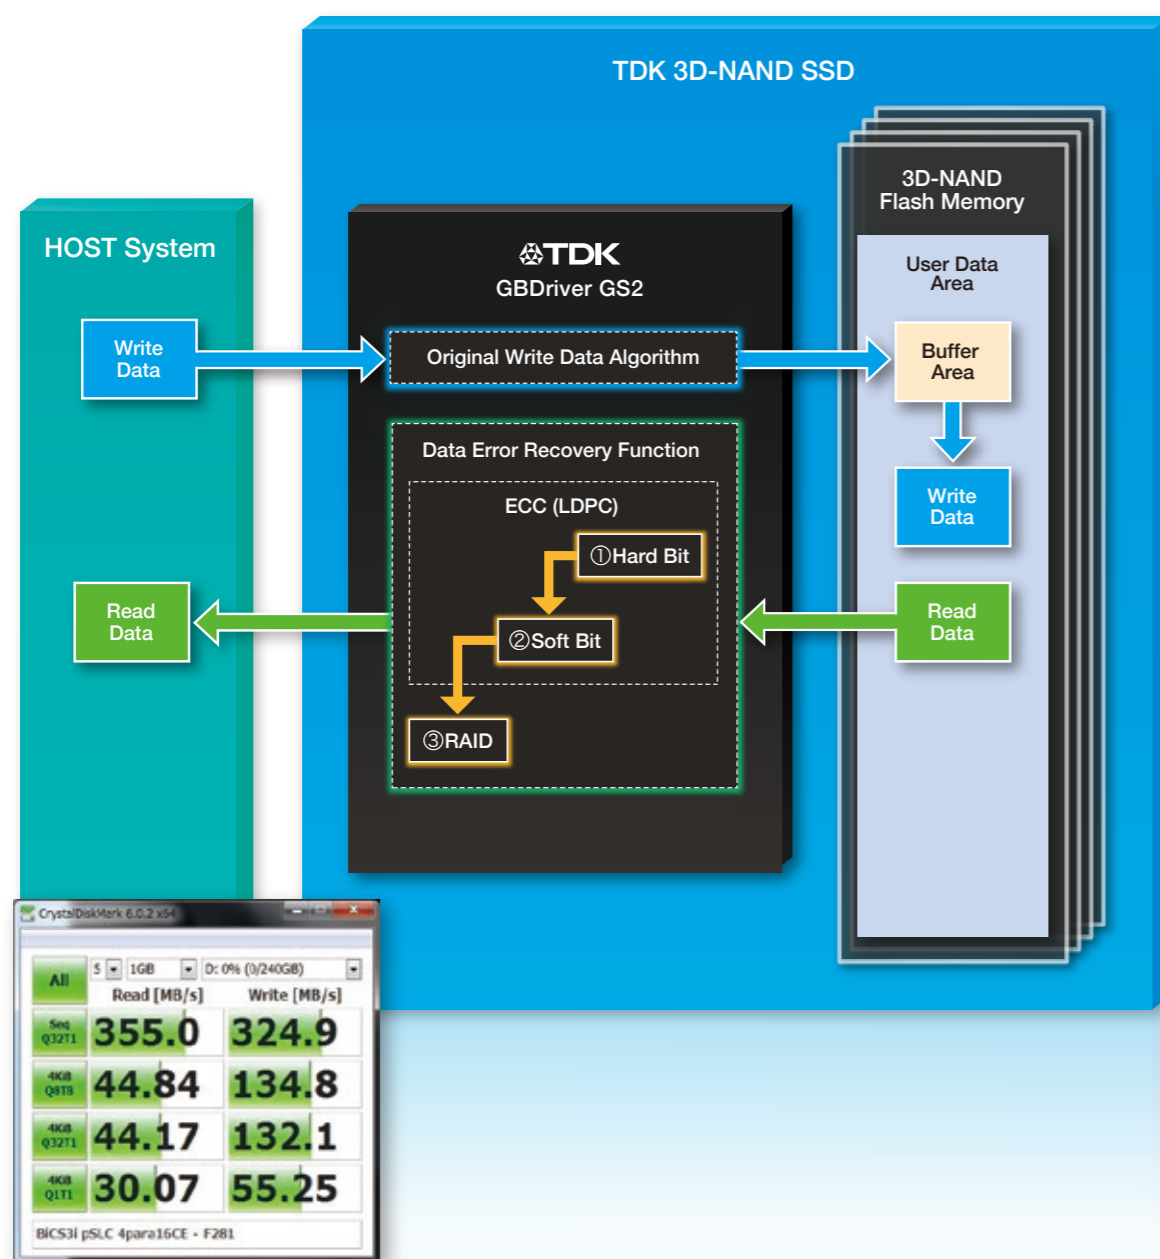 TDK 3D-NAND SSD
3D-NAND
Flash Memory
HOST System
TDK
GBDriver GS2
User Data
Area
Write
Data
Original Write Data Algorithm
Buffer
Area
Data Error Recovery Function
ECC (LDPC)
Write
Data
①Hard Bit
Read
Data
②Soft Bit
Read
Data
③RAID
CrystalDiskMark 6.0.2 x64
All
5
1GiB
D: 0% (0/240GiB)
Read [MB/s]
Write [MB/s]
Seq
Q32T1
355.0
324.9
4KiB
Q8T8
44.84
134.8
4KiB
Q32T1
44.17
132.1
4KiB
Q1T1
30.07
55.25
BiCS3i pSLC 4para16CE - F281